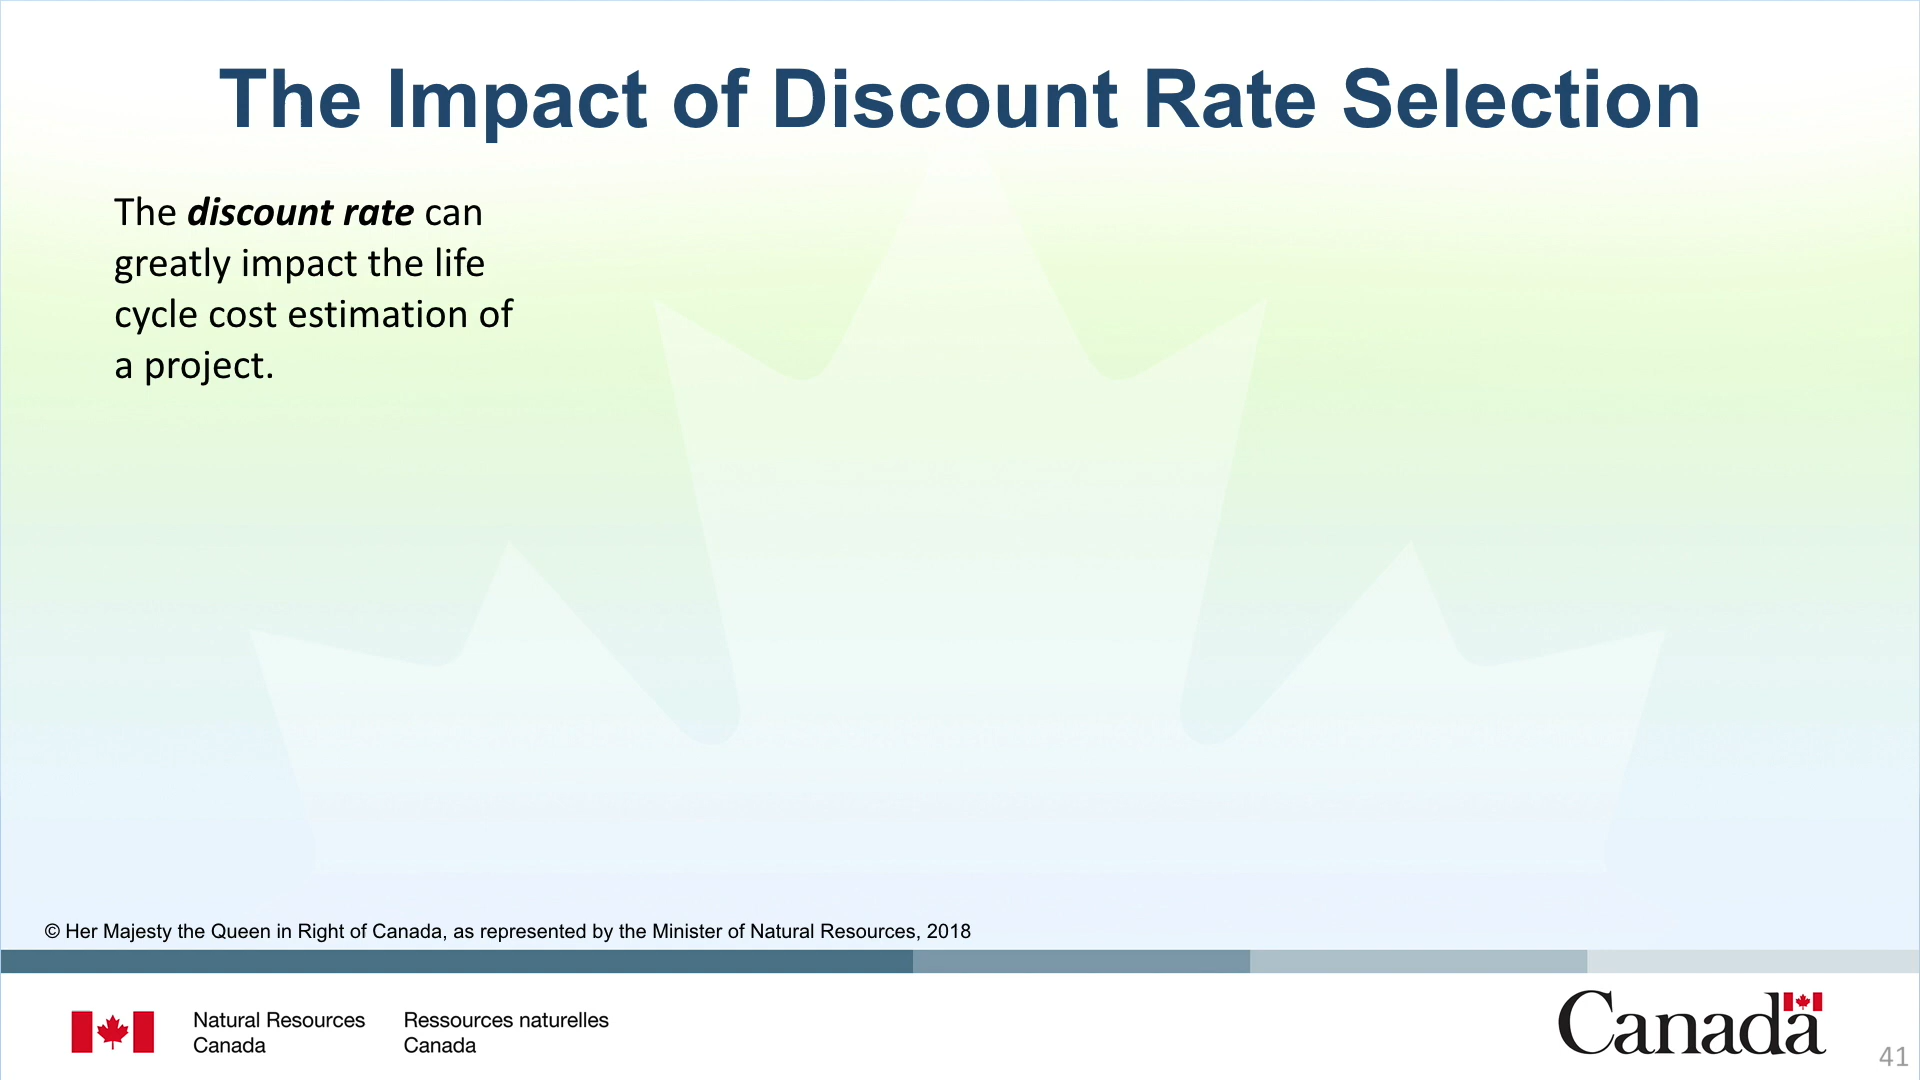 The Impact of Discount Rate Selection
The discount rate can
greatly impact the life
cycle cost estimation of
a project.
© Her Majesty the Queen in Right of Canada, as represented by the Minister of Natural Resources, 2018
Natural Resources
Canada
Ressources naturelles
Canada
Canada
41